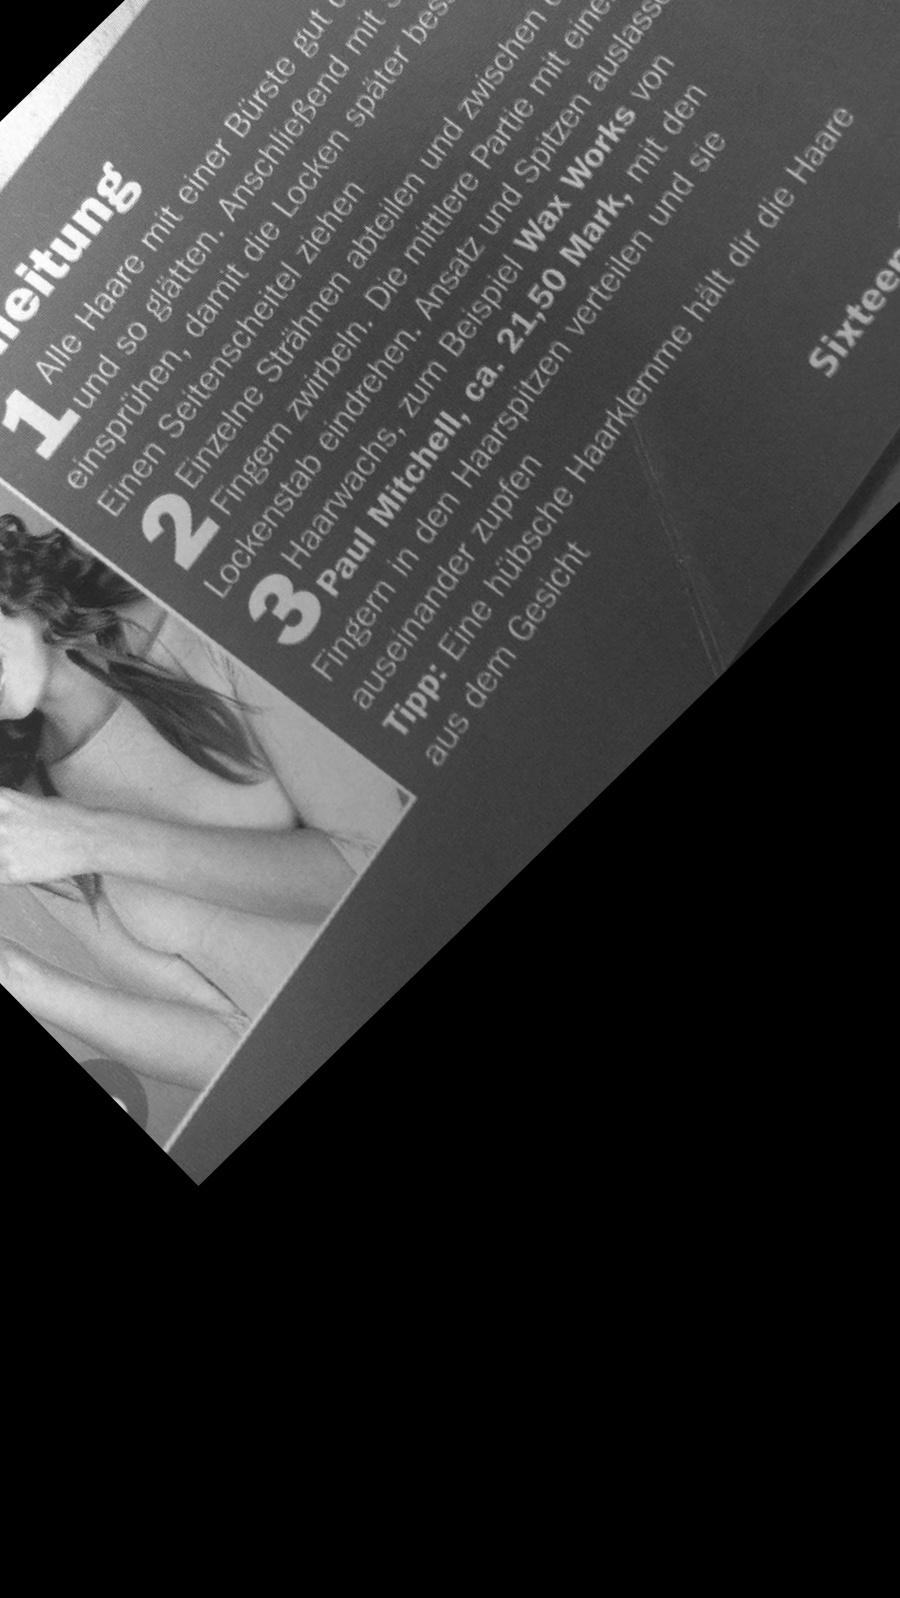 1 Alle Haare mit einer Bürste gut
und so glätten. Anschließend mit
einsprühen, damit die Locken später
Einen Seitenscheitel ziehen
2 Einzelne Strähnen abteilen und zwischen
Fingern zwirbeln. Die mittlere Partie mit
Lockenstab eindrehen. Ansatz und Spitzen
3 Haarwachs, zum Beispiel Wax Works von
Paul Mitchell, ca. 21,50 Mark, mit den
Fingern in den Haarspitzen verteilen und sie
auseinander zupfen
Tipp: Eine hübsche Haarklemme hält dir die Haare
aus dem Gesicht